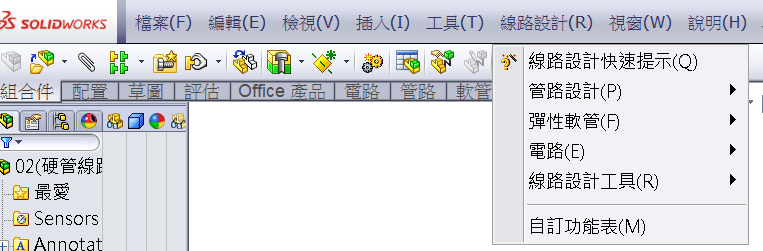 SOLIDWORKS 檔案(F) 編輯(E) 檢視(V) 插入(I) 工具(T) 線路設計(R) 視窗(W) 說明(H)
線路設計快速提示(Q)
管路設計(P)
彈性軟管(F)
電路(E)
線路設計工具(R)
自訂功能表(M)
組合件 配置 草圖 評估 Office 產品 電路 管路 軟管
02(硬管線路
最愛
Sensors
Annotat